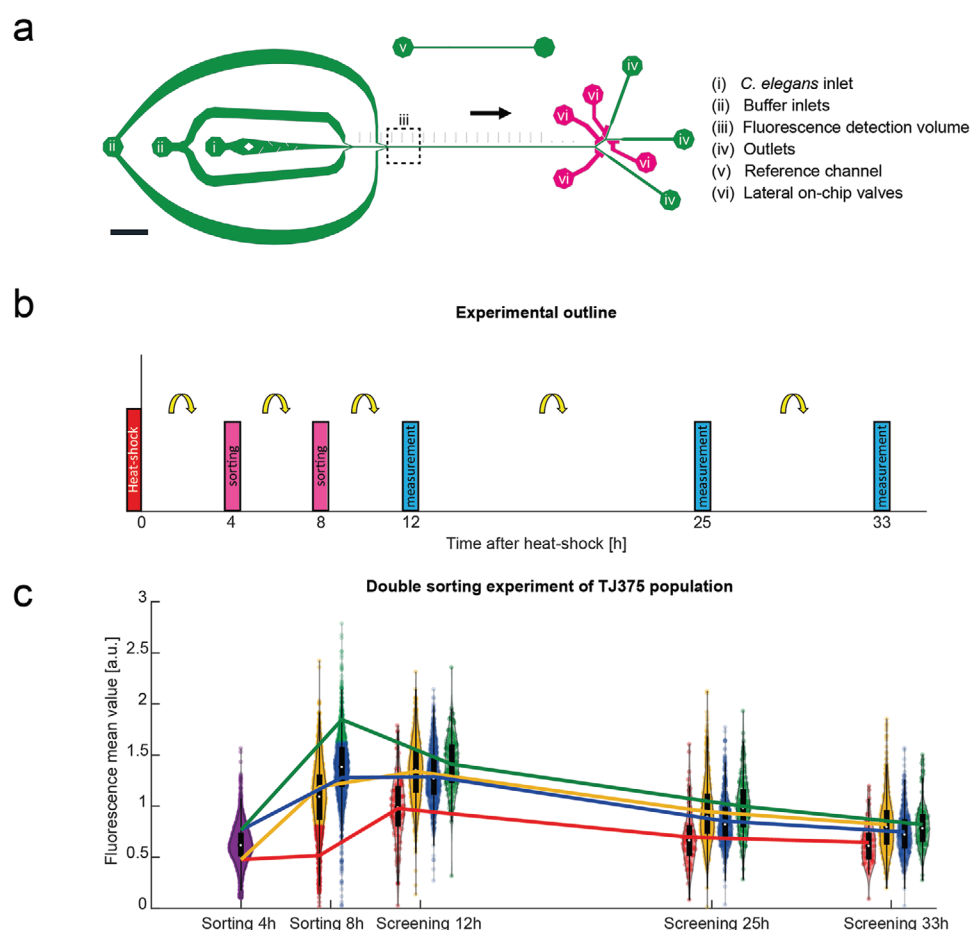 a
v
iv
vi
(i) C. elegans inlet
vi
iii
(ii) Buffer inlets
(iii) Fluorescence detection volume
ii
ii
i
iv
(iv) Outlets
vi
(v) Reference channel
vi
iv
(vi) Lateral on-chip valves
b
Experimental outline
Heat-shock
sorting
sorting
measurement
measurement
measurement
0
4
8
12
25
33
Time after heat-shock [h]
c
Double sorting experiment of TJ375 population
Fluorescence mean value [a.u.]
3
2.5
2
1.5
1
0.5
0
Sorting 4h
Sorting 8h
Screening 12h
Screening 25h
Screening 33h